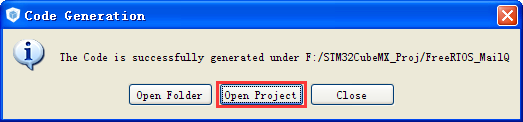 Code Generation
The Code is successfully generated under F:/STM32CubeMX_Proj/FreeRTOS_MailQ
Open Folder Open Project Close